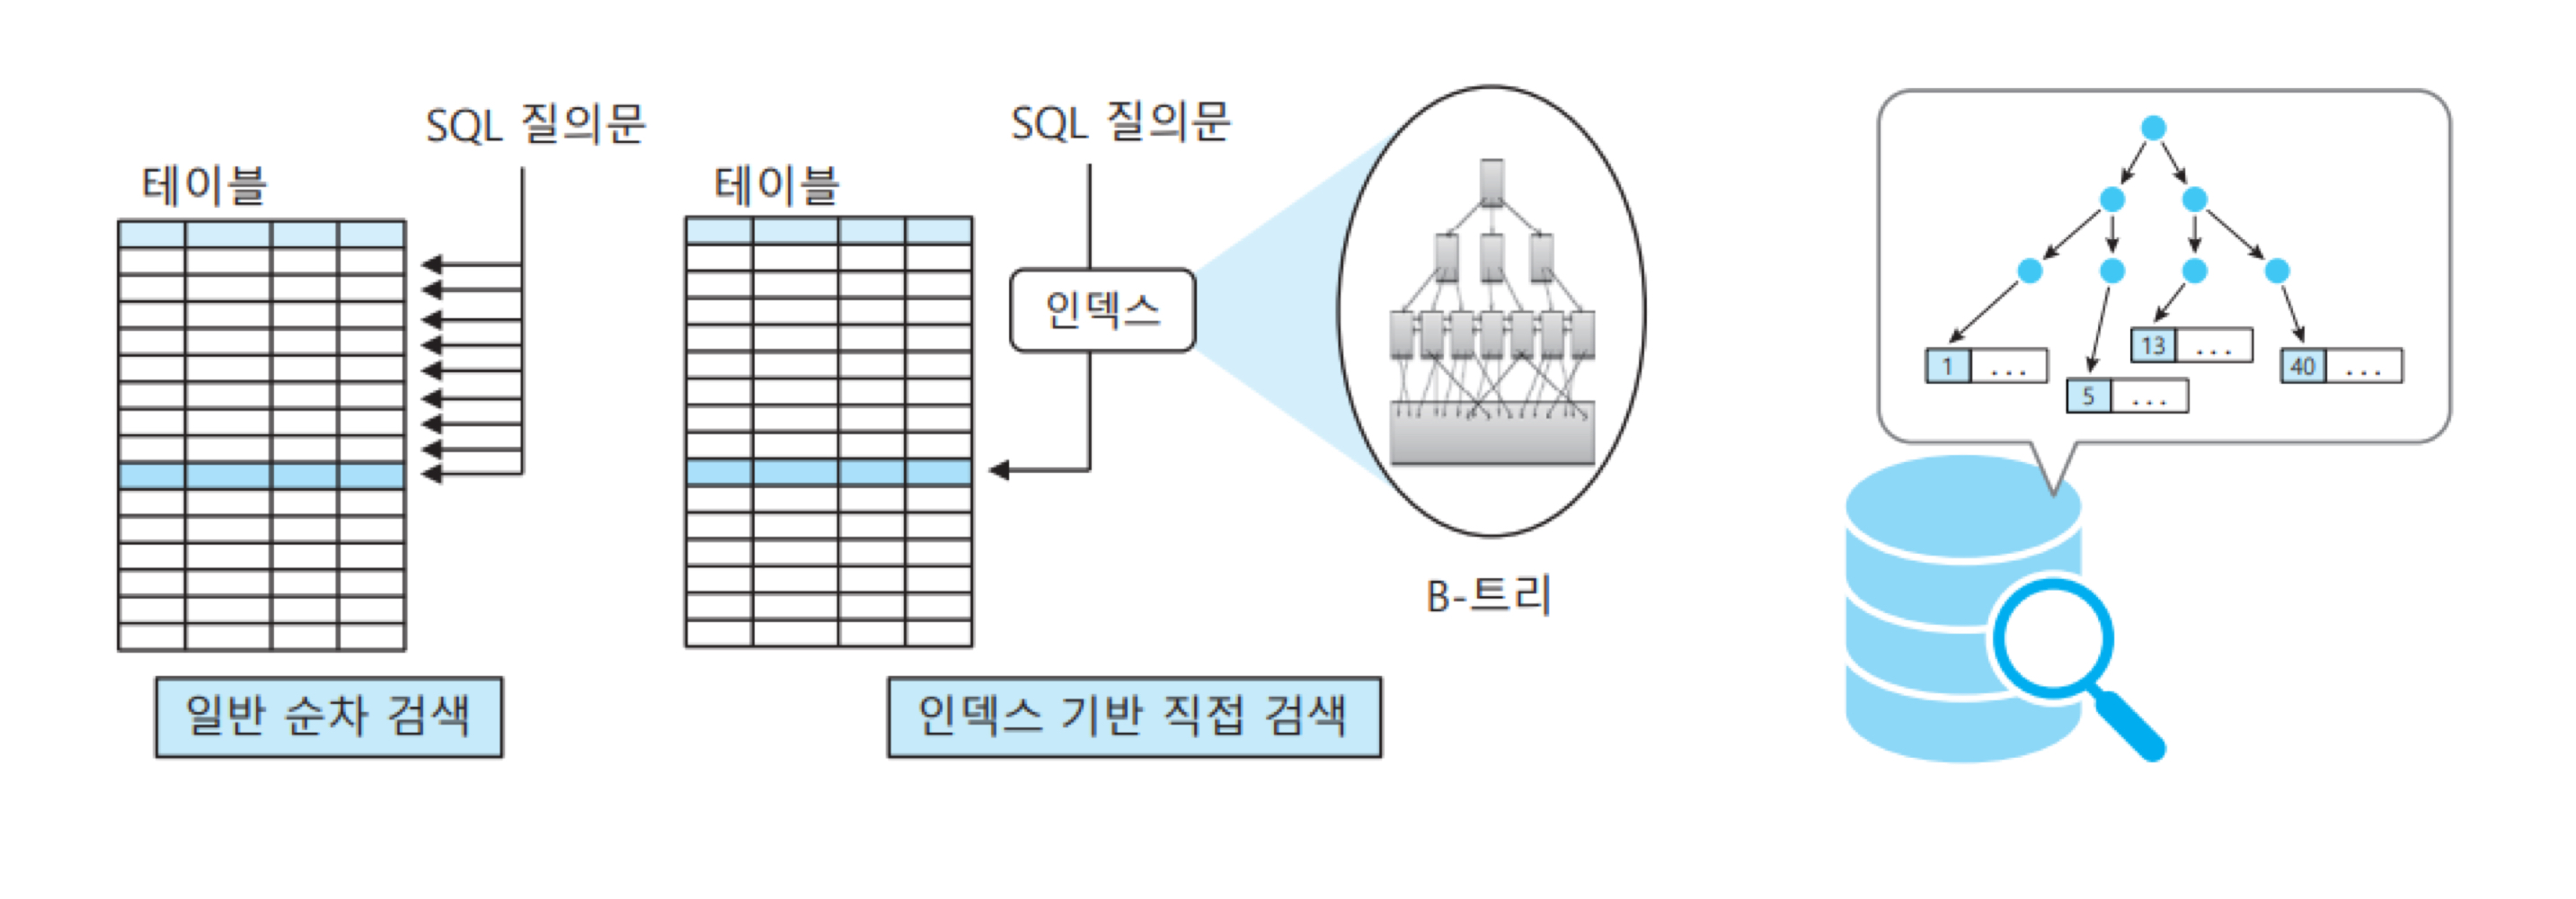 SQL 질의문
테이블
일반 순차 검색
SQL 질의문
테이블
인덱스
B-트리
인덱스 기반 직접 검색
1 ...
5 ...
13 ...
40 ...